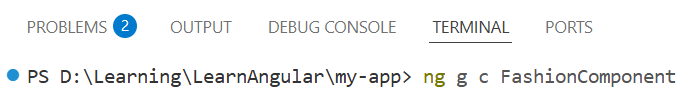 PROBLEMS 2 OUTPUT DEBUG CONSOLE TERMINAL PORTS
PS D:\Learning\LearnAngular\my-app> ng g c FashionComponent